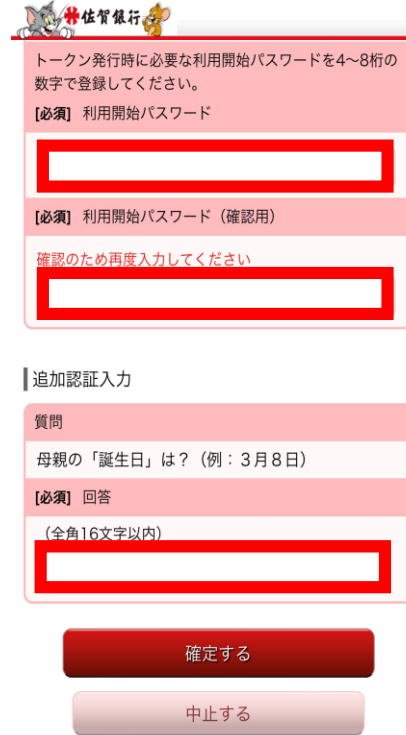 佐賀銀行
トークン発行時に必要な利用開始パスワードを4〜8桁の
数字で登録してください。
[必須] 利用開始パスワード
[必須] 利用開始パスワード（確認用）
確認のため再度入力してください
追加認証入力
質問
母親の「誕生日」は？（例：３月８日）
[必須] 回答
（全角16文字以内）
確定する
中止する